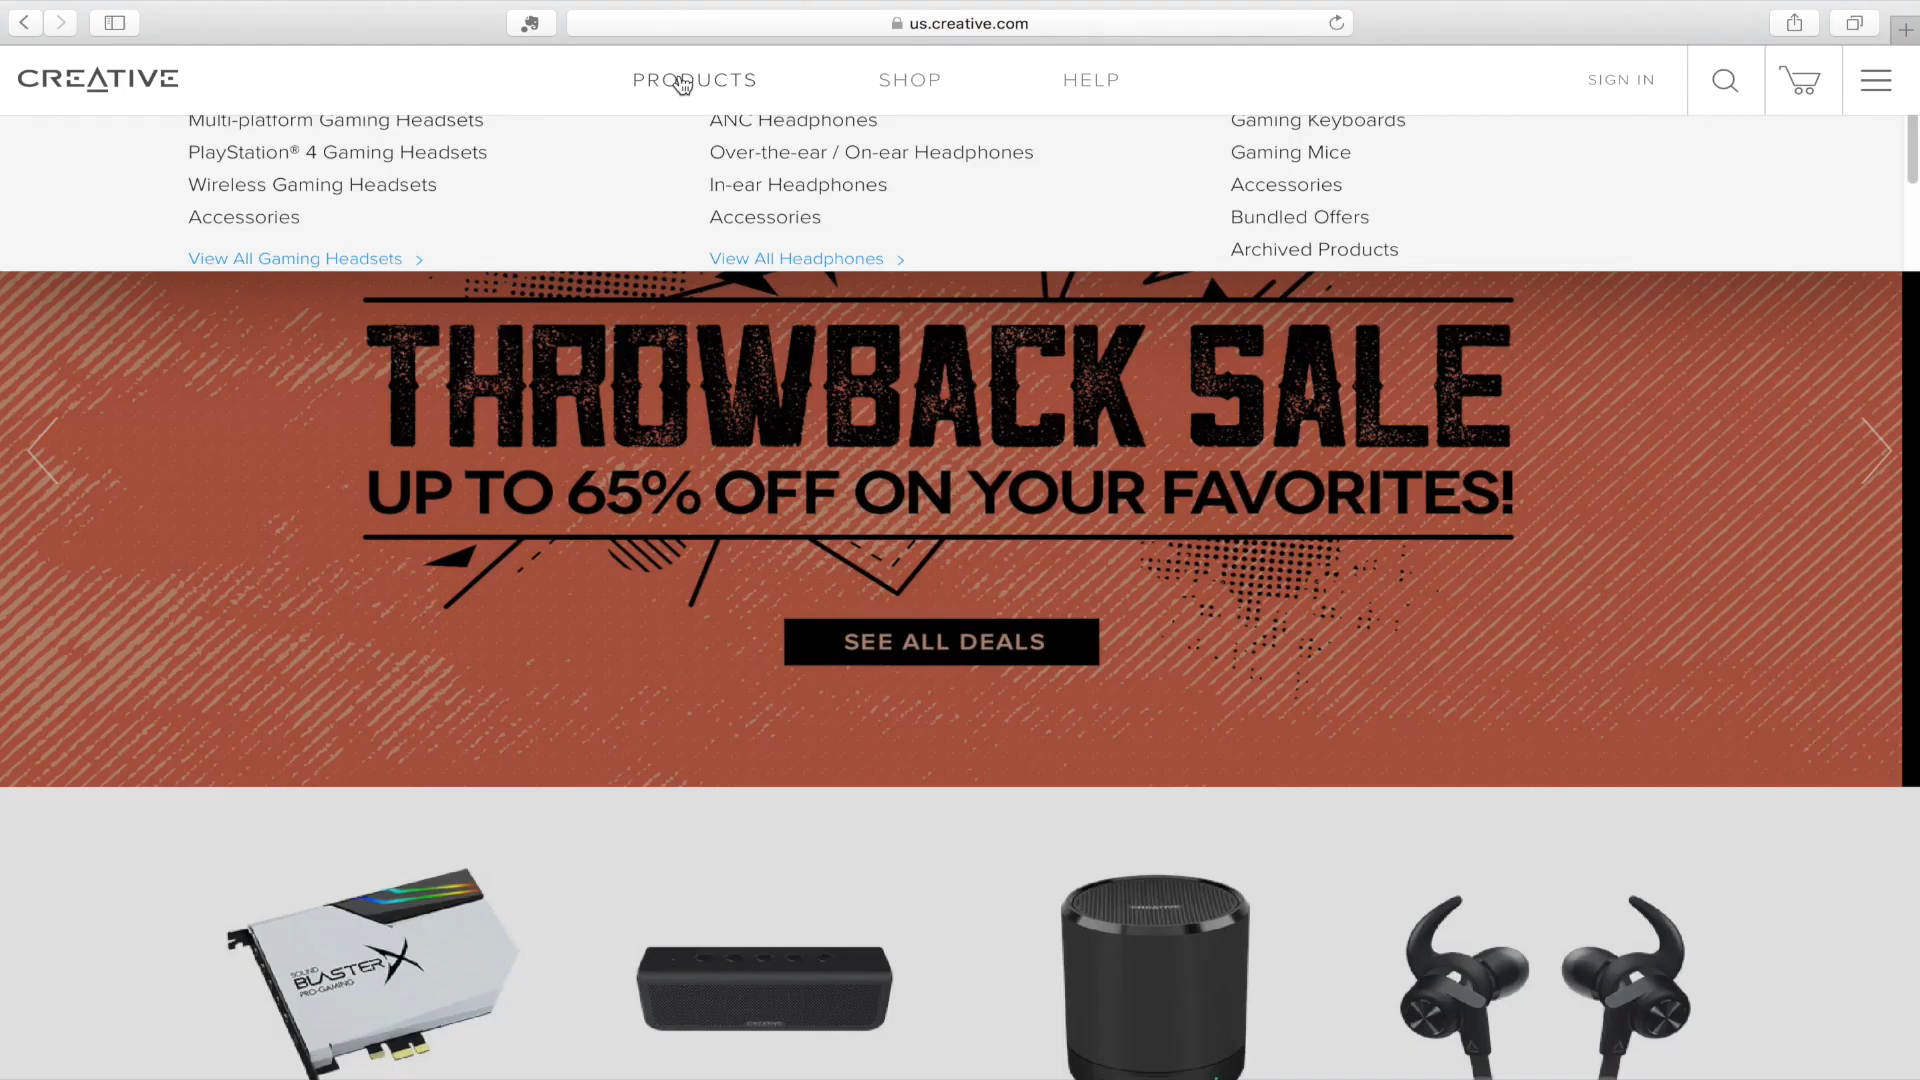 us.creative.com
CREATIVE
PRODUCTS
SHOP
HELP
SIGN IN
Multi-platform Gaming Headsets
PlayStation® 4 Gaming Headsets
Wireless Gaming Headsets
Accessories
View All Gaming Headsets >
ANC Headphones
Over-the-ear / On-ear Headphones
In-ear Headphones
Accessories
View All Headphones >
Gaming Keyboards
Gaming Mice
Accessories
Bundled Offers
Archived Products
THROWBACK SALE
UP TO 65% OFF ON YOUR FAVORITES!
SEE ALL DEALS
SOUND
BLASTERX
PRO-GAMING
CREATIVE
CREATIVE